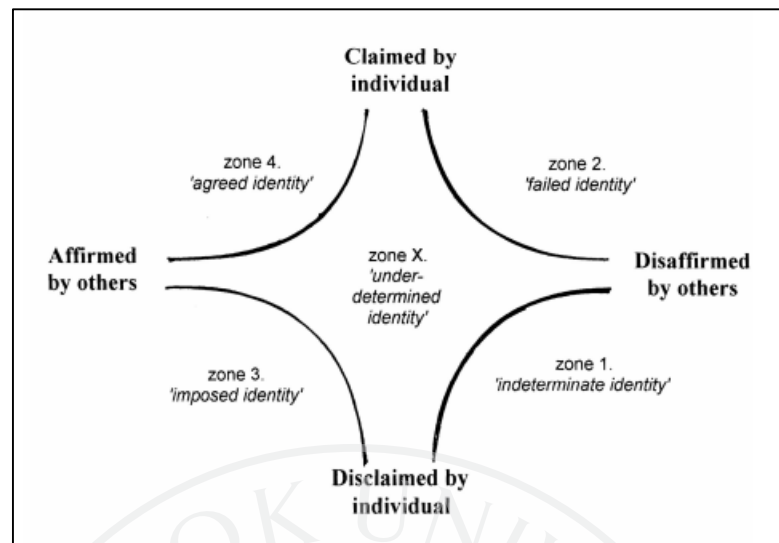 Claimed by
individual
zone 4.
'agreed identity'
zone 2.
'failed identity'
Affirmed
by others
zone X.
'under-
determined
identity'
Disaffirmed
by others
zone 3.
'imposed identity'
zone 1.
'indeterminate identity'
Disclaimed by
individual